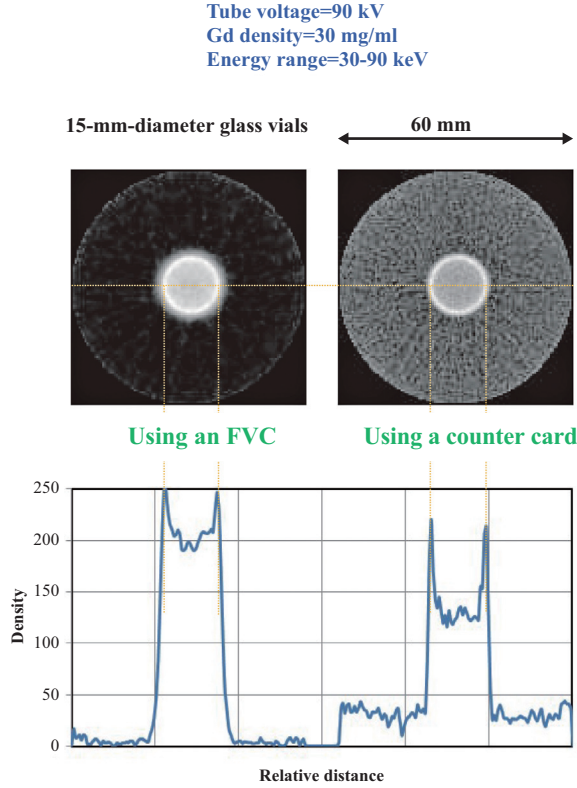 Tube voltage=90 kV
Gd density=30 mg/ml
Energy range=30-90 keV
15-mm-diameter glass vials
60 mm
Using an FVC
Using a counter card
250
200
150
100
50
0
Density
Relative distance